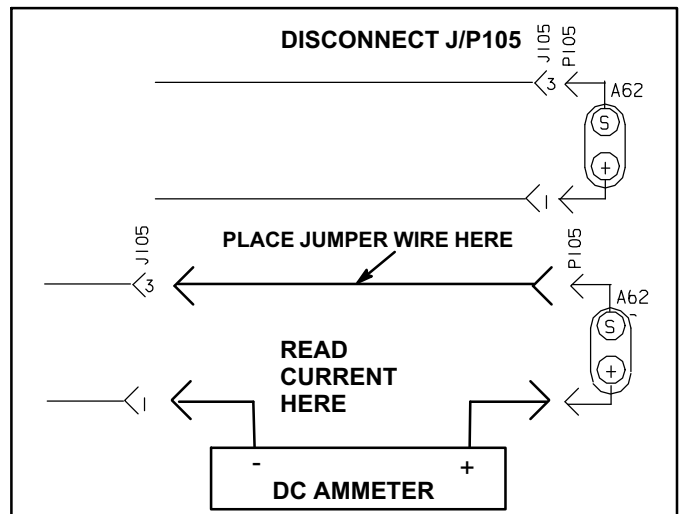 DISCONNECT J/P105
J105
P105
3
A62
S
+
1
PLACE JUMPER WIRE HERE
J105
P105
3
A62
S
-
READ
CURRENT
HERE
+
1
- +
DC AMMETER